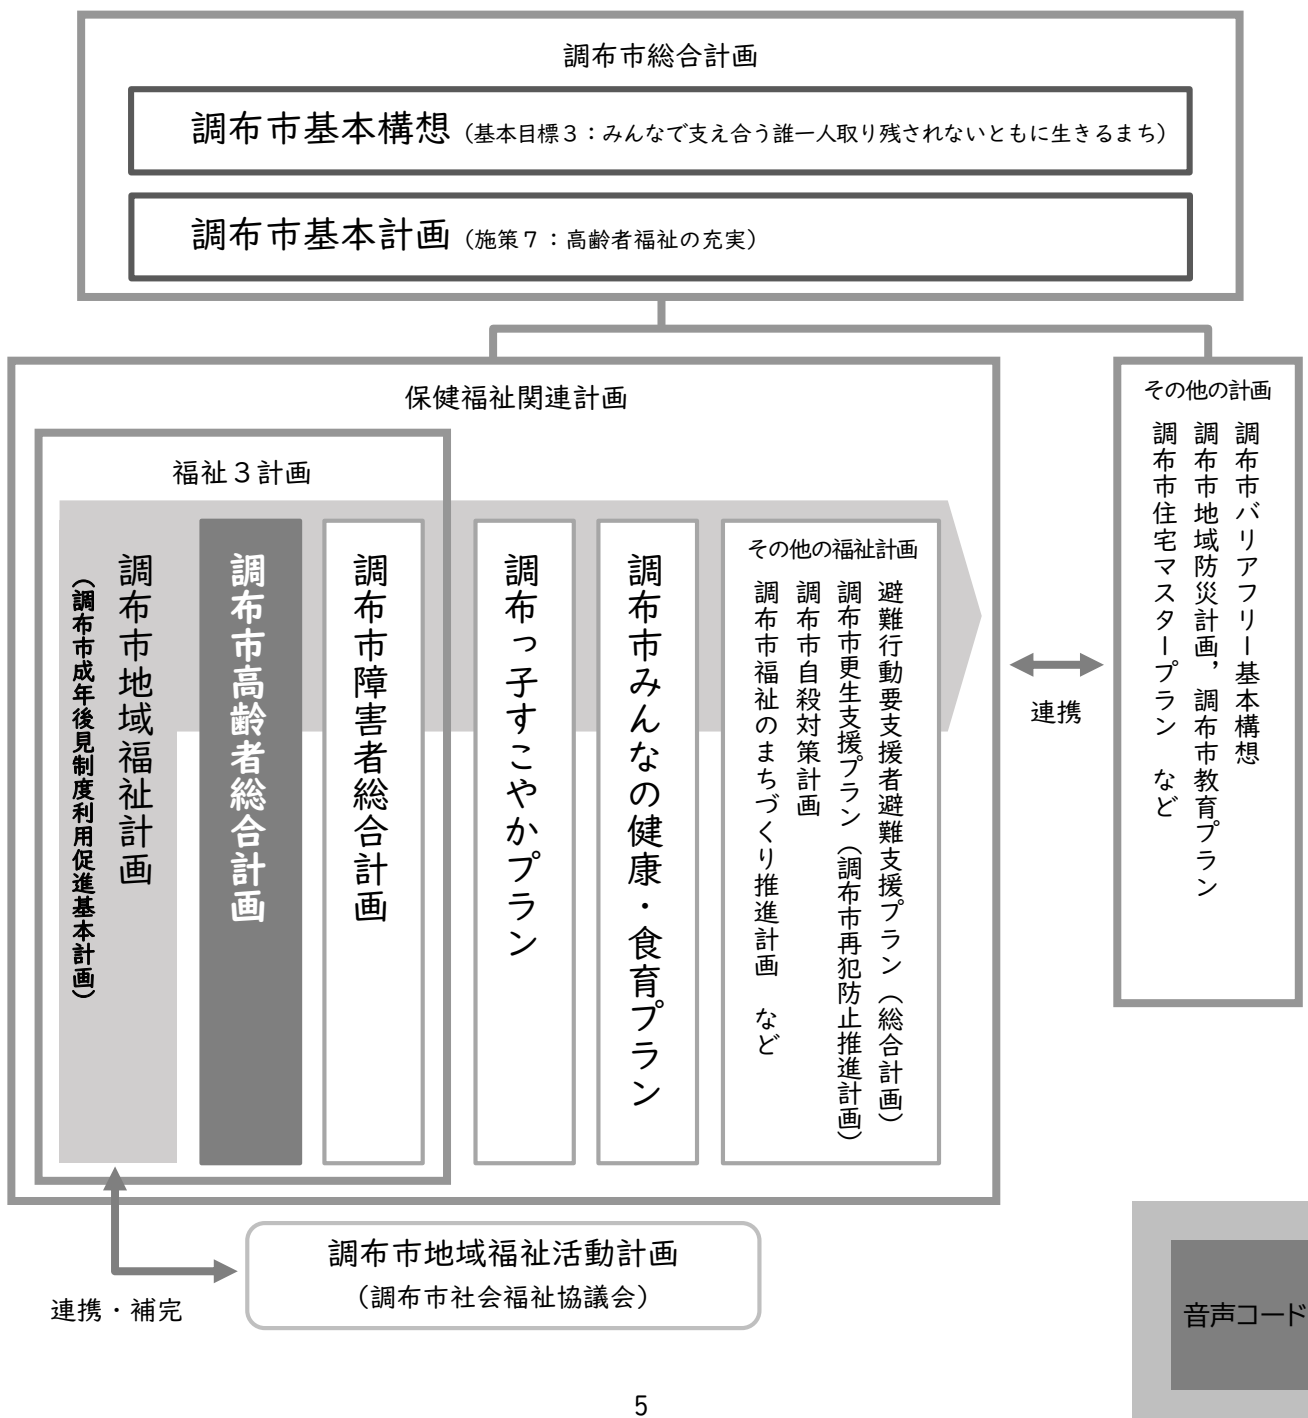 調布市総合計画
調布市基本構想（基本目標３：みんなで支え合う誰一人取り残されないともに生きるまち）
調布市基本計画（施策７：高齢者福祉の充実）
保健福祉関連計画
福祉３計画
調布市地域福祉計画
（調布市成年後見制度利用促進基本計画）
調布市高齢者総合計画
調布市障害者総合計画
調布っ子すこやかプラン
調布市みんなの健康・食育プラン
その他の福祉計画
避難行動要支援者避難支援プラン（総合計画）
調布市更生支援プラン（調布市再犯防止推進計画）
調布市自殺対策計画
調布市福祉のまちづくり推進計画　など
連携
その他の計画
調布市バリアフリー基本構想
調布市地域防災計画，調布市教育プラン
調布市住宅マスタープラン　など
連携・補完
調布市地域福祉活動計画
（調布市社会福祉協議会）
音声コード
5